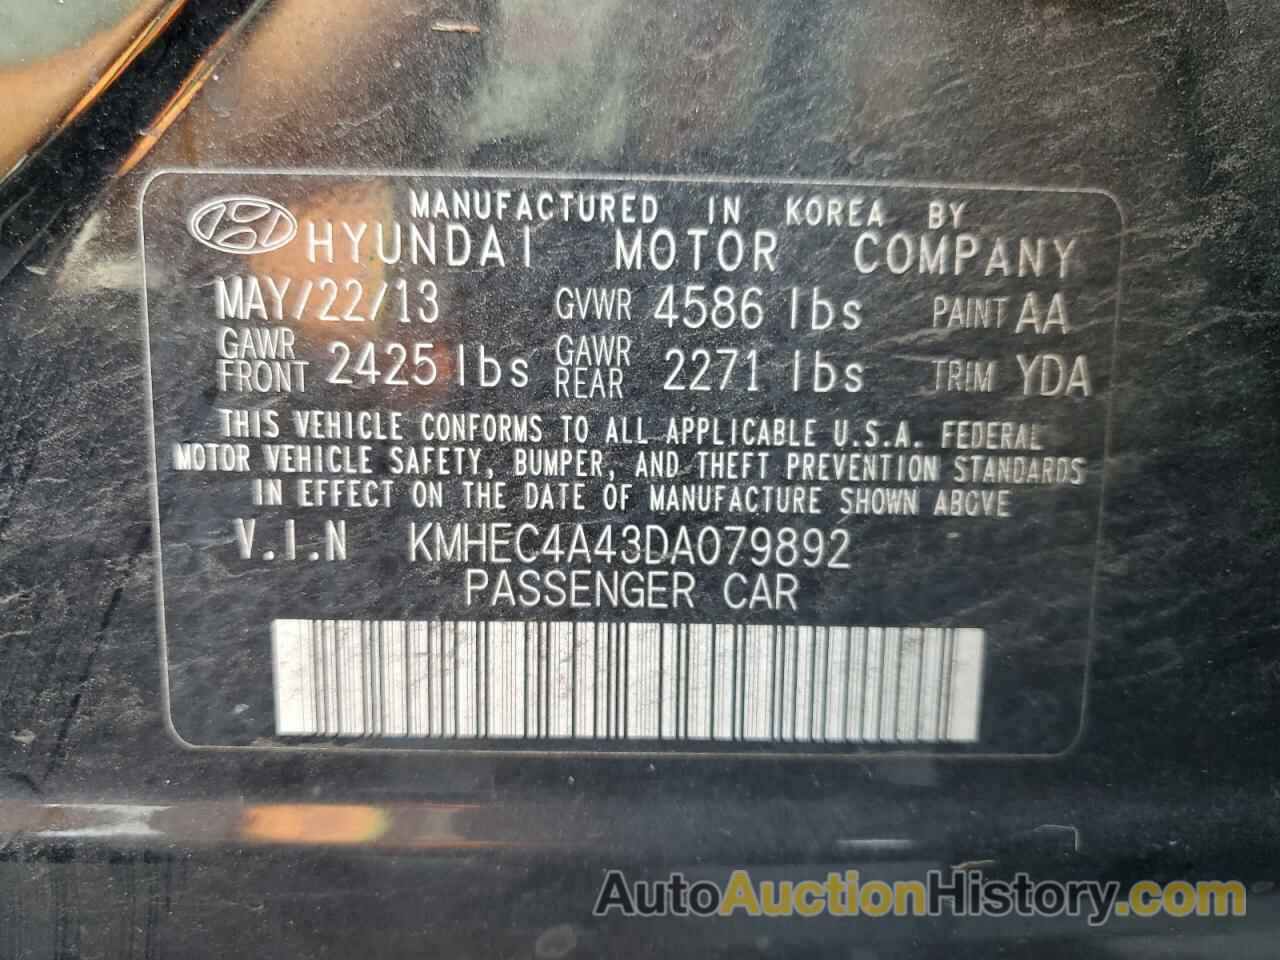 MANUFACTURED IN KOREA BY
HYUNDAI MOTOR COMPANY
MAY/22/13 GVWR 4586 lbs PAINT AA
GAWR FRONT 2425 lbs GAWR REAR 2271 lbs TRIM YDA
THIS VEHICLE CONFORMS TO ALL APPLICABLE U.S.A. FEDERAL
MOTOR VEHICLE SAFETY, BUMPER, AND THEFT PREVENTION STANDARDS
IN EFFECT ON THE DATE OF MANUFACTURE SHOWN ABOVE
V.I.N KMHEC4A43DA079892
PASSENGER CAR
AutoAuctionHistory.com